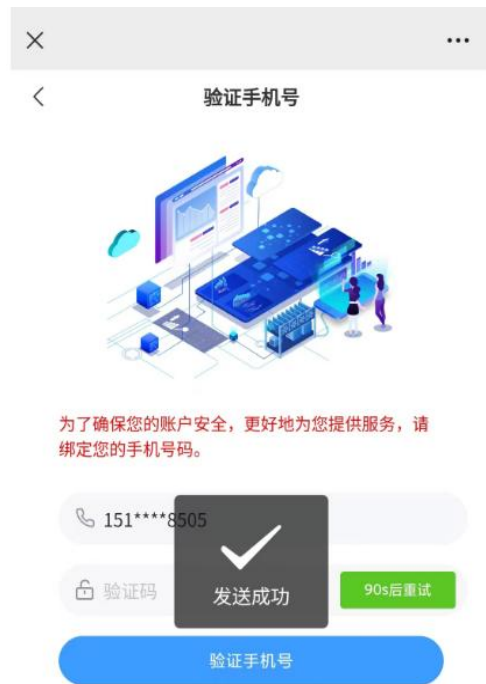 验证手机号
为了确保您的账户安全，更好地为您提供服务，请
绑定您的手机号码。
151****8505
发送成功
验证码
90s后重试
验证手机号